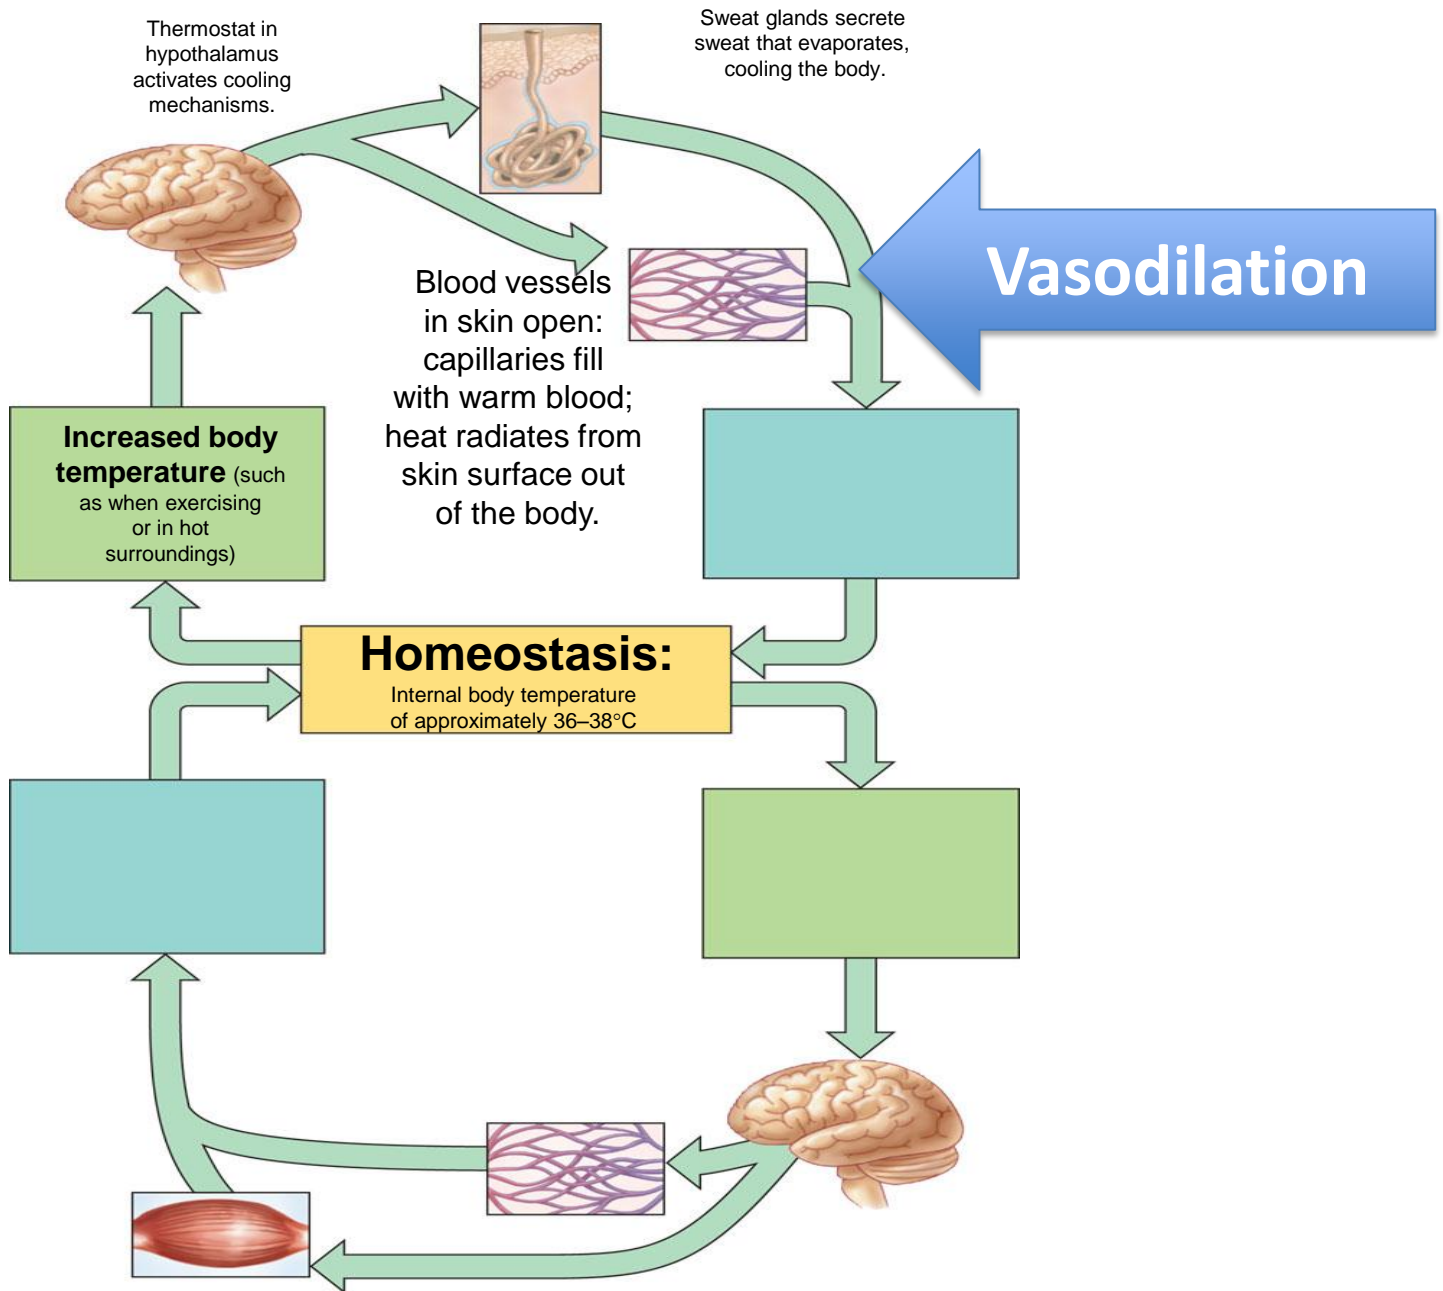 Thermostat in
hypothalamus
activates cooling
mechanisms.
Sweat glands secrete
sweat that evaporates,
cooling the body.
Vasodilation
Blood vessels
in skin open:
capillaries fill
with warm blood;
heat radiates from
skin surface out
of the body.
Increased body
temperature (such
as when exercising
or in hot
surroundings)
Homeostasis:
Internal body temperature
of approximately 36–38°C